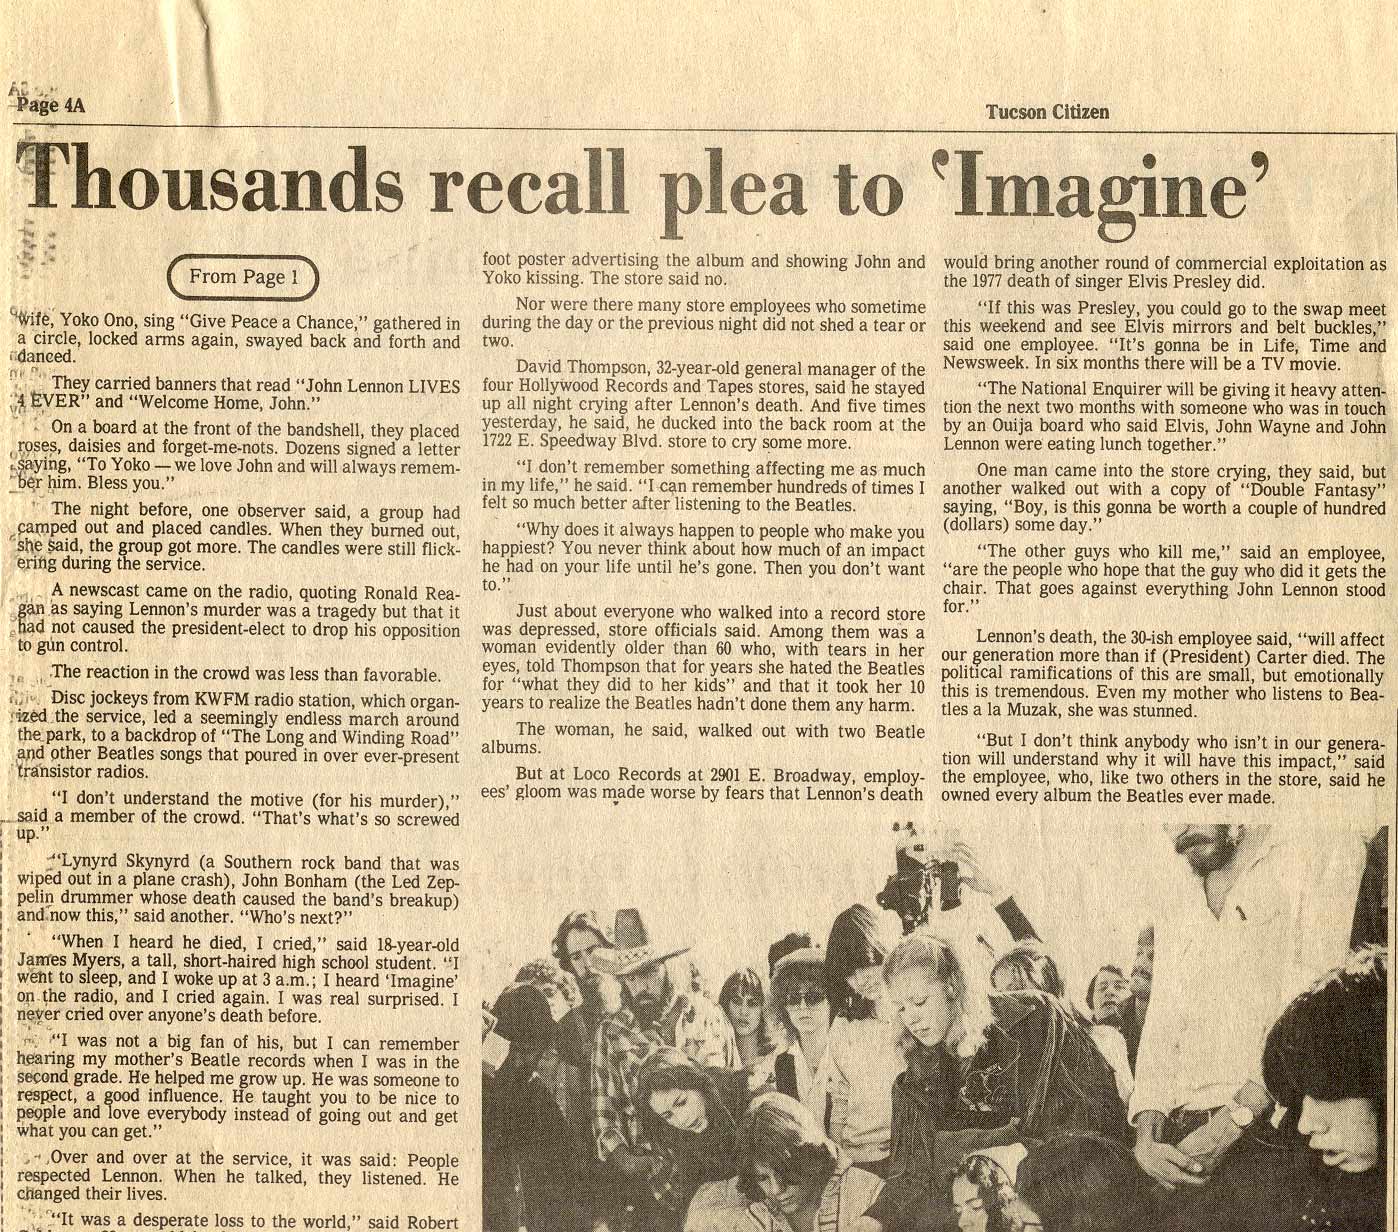 Page 4A
Tucson Citizen
Thousands recall plea to ‘Imagine’
From Page 1
wife, Yoko Ono, sing “Give Peace a Chance,” gathered in
a circle, locked arms again, swayed back and forth and
danced.
They carried banners that read “John Lennon LIVES
4 EVER” and “Welcome Home, John.”
On a board at the front of the bandshell, they placed
roses, daisies and forget-me-nots. Dozens signed a letter
saying, “To Yoko — we love John and will always remem-
ber him. Bless you.”
The night before, one observer said, a group had
camped out and placed candles. When they burned out,
she said, the group got more. The candles were still flick-
ering during the service.
A newscast came on the radio, quoting Ronald Rea-
gan as saying Lennon’s murder was a tragedy but that it
had not caused the president-elect to drop his opposition
to gun control.
The reaction in the crowd was less than favorable.
Disc jockeys from KWFM radio station, which organ-
ized the service, led a seemingly endless march around
the park, to a backdrop of “The Long and Winding Road”
and other Beatles songs that poured in over ever-present
transistor radios.
“I don’t understand the motive (for his murder),”
said a member of the crowd. “That’s what’s so screwed
up.”
“Lynyrd Skynyrd (a Southern rock band that was
wiped out in a plane crash), John Bonham (the Led Zep-
pelin drummer whose death caused the band’s breakup)
and now this,” said another. “Who’s next?”
“When I heard he died, I cried,” said 18-year-old
James Myers, a tall, short-haired high school student. “I
went to sleep, and I woke up at 3 a.m.; I heard ‘Imagine’
on the radio, and I cried again. I was real surprised. I
never cried over anyone’s death before.
“I was not a big fan of his, but I can remember
hearing my mother’s Beatle records when I was in the
second grade. He helped me grow up. He was someone to
respect, a good influence. He taught you to be nice to
people and love everybody instead of going out and get
what you can get.”
Over and over at the service, it was said: People
respected Lennon. When he talked, they listened. He
changed their lives.
“It was a desperate loss to the world,” said Robert
foot poster advertising the album and showing John and
Yoko kissing. The store said no.
Nor were there many store employees who sometime
during the day or the previous night did not shed a tear or
two.
David Thompson, 32-year-old general manager of the
four Hollywood Records and Tapes stores, said he stayed
up all night crying after Lennon’s death. And five times
yesterday, he said, he ducked into the back room at the
1722 E. Speedway Blvd. store to cry some more.
“I don’t remember something affecting me as much
in my life,” he said. “I can remember hundreds of times I
felt so much better after listening to the Beatles.
“Why does it always happen to people who make you
happiest? You never think about how much of an impact
he had on your life until he’s gone. Then you don’t want
to.”
Just about everyone who walked into a record store
was depressed, store officials said. Among them was a
woman evidently older than 60 who, with tears in her
eyes, told Thompson that for years she hated the Beatles
for “what they did to her kids” and that it took her 10
years to realize the Beatles hadn’t done them any harm.
The woman, he said, walked out with two Beatle
albums.
But at Loco Records at 2901 E. Broadway, employ-
ees’ gloom was made worse by fears that Lennon’s death
would bring another round of commercial exploitation as
the 1977 death of singer Elvis Presley did.
“If this was Presley, you could go to the swap meet
this weekend and see Elvis mirrors and belt buckles,”
said one employee. “It’s gonna be in Life, Time and
Newsweek. In six months there will be a TV movie.
“The National Enquirer will be giving it heavy atten-
tion the next two months with someone who was in touch
by an Ouija board who said Elvis, John Wayne and John
Lennon were eating lunch together.”
One man came into the store crying, they said, but
another walked out with a copy of “Double Fantasy”
saying, “Boy, is this gonna be worth a couple of hundred
(dollars) some day.”
“The other guys who kill me,” said an employee,
“are the people who hope that the guy who did it gets the
chair. That goes against everything John Lennon stood
for.”
Lennon’s death, the 30-ish employee said, “will affect
our generation more than if (President) Carter died. The
political ramifications of this are small, but emotionally
this is tremendous. Even my mother who listens to Bea-
tles a la Muzak, she was stunned.
“But I don’t think anybody who isn’t in our genera-
tion will understand why it will have this impact,” said
the employee, who, like two others in the store, said he
owned every album the Beatles ever made.